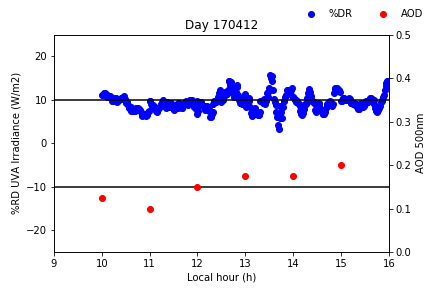 %DR AOD
Day 170412
%RD UVA Irradiance (W/m2)
20
10
0
−10
−20
0.5
0.4
0.3
0.2
0.1
0.0
AOD 500nm
9 10 11 12 13 14 15 16
Local hour (h)